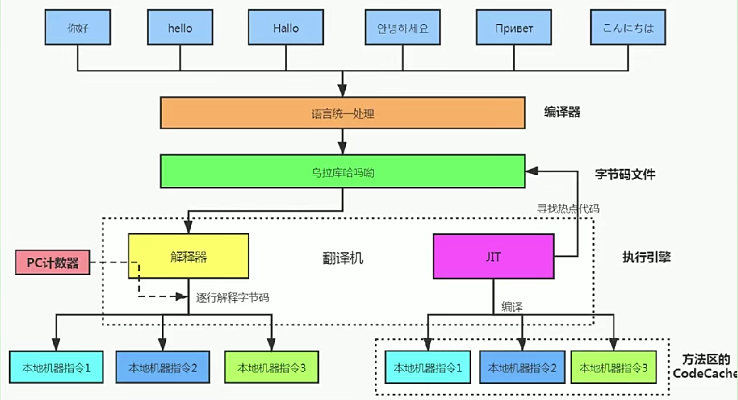 你好
hello
Hallo
안녕하세요
Привет
こんにちは
语言统一处理
编译器
乌拉库哈吗呦
字节码文件
寻找热点代码
解释器
翻译机
JIT
执行引擎
PC计数器
逐行解释字节码
编译
本地机器指令1
本地机器指令2
本地机器指令3
本地机器指令1
本地机器指令2
本地机器指令3
方法区的
CodeCache